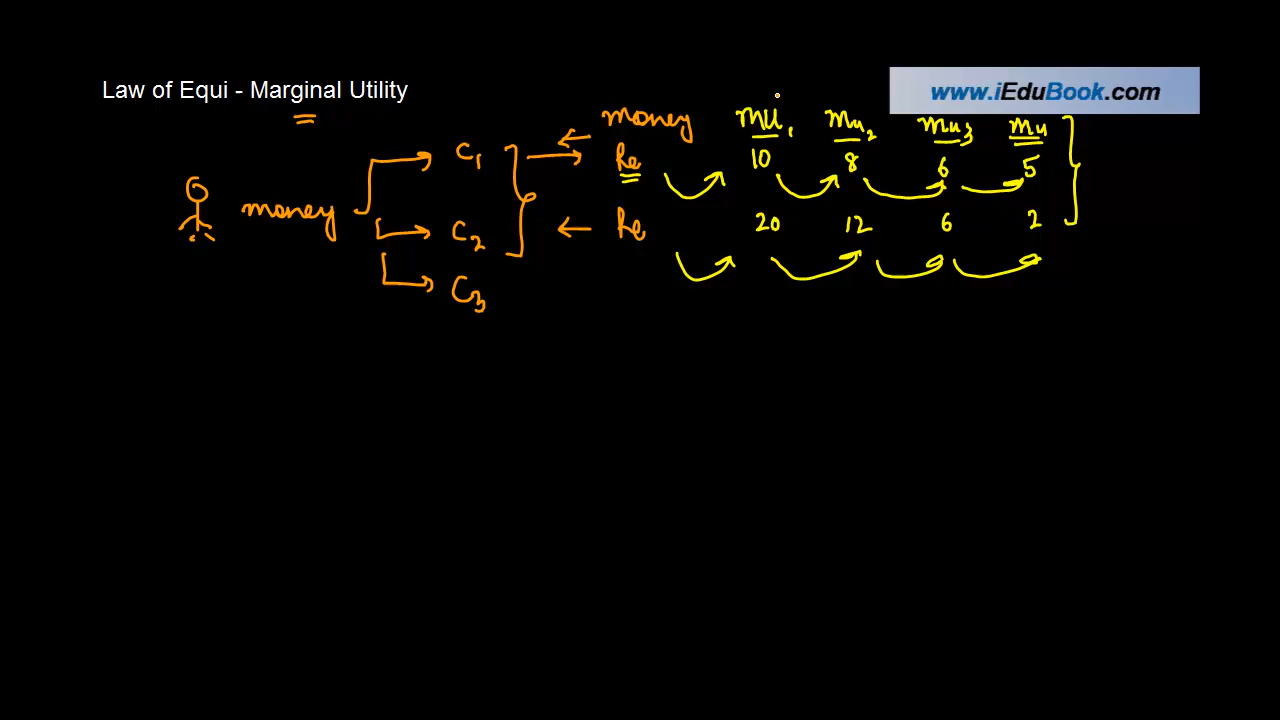 Law of Equi - Marginal Utility
www.iEduBook.com
money MU1 MU2 MU3 MU
C1 Re 10 8 6 5
money
C2 Re 20 12 6 2
C3